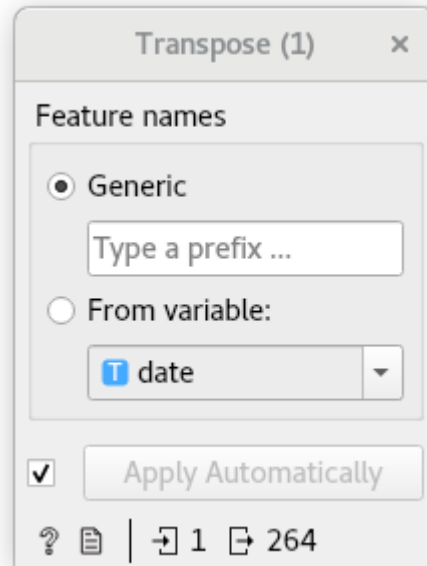 Transpose (1) ×
Feature names
Generic
Type a prefix ...
From variable:
T date
Apply Automatically
? | 1 264